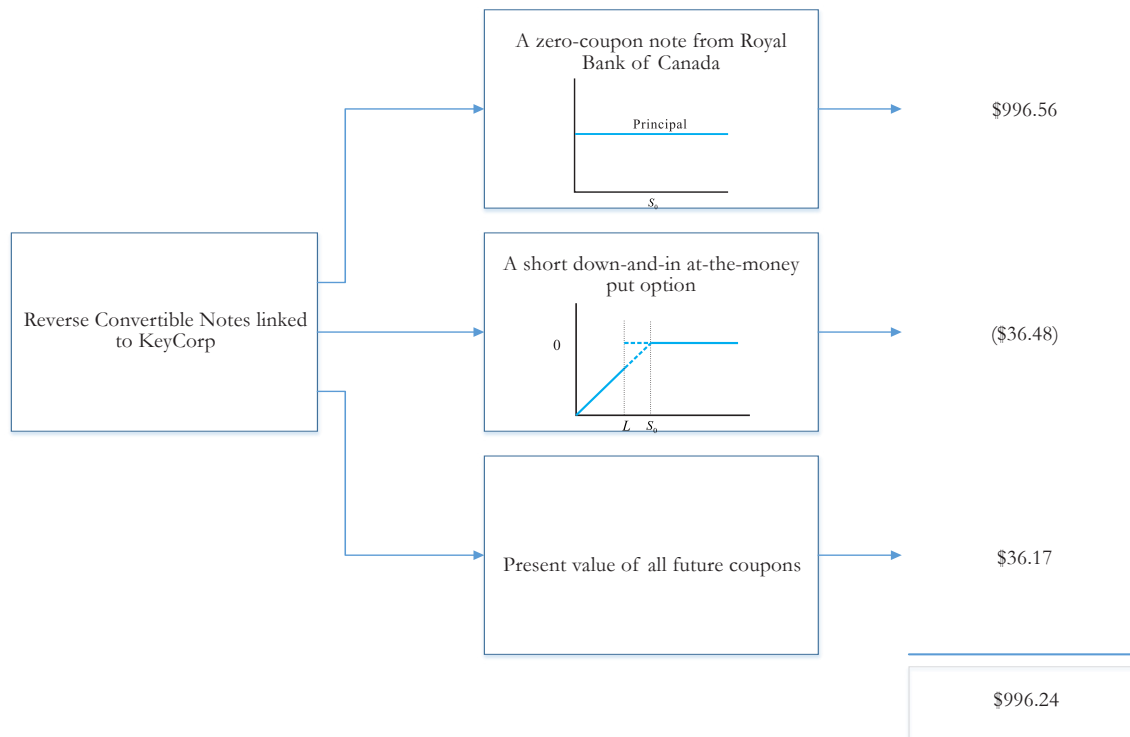 A zero-coupon note from Royal
Bank of Canada
Principal
S₀
$996.56
Reverse Convertible Notes linked
to KeyCorp
A short down-and-in at-the-money
put option
0
L S₀
($36.48)
Present value of all future coupons
$36.17
$996.24